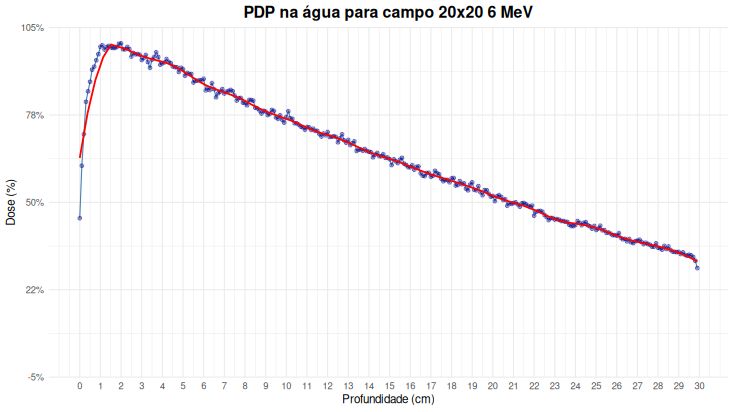 PDP na água para campo 20x20 6 MeV
Dose (%)
105%
78%
50%
22%
-5%
0 1 2 3 4 5 6 7 8 9 10 11 12 13 14 15 16 17 18 19 20 21 22 23 24 25 26 27 28 29 30
Profundidade (cm)